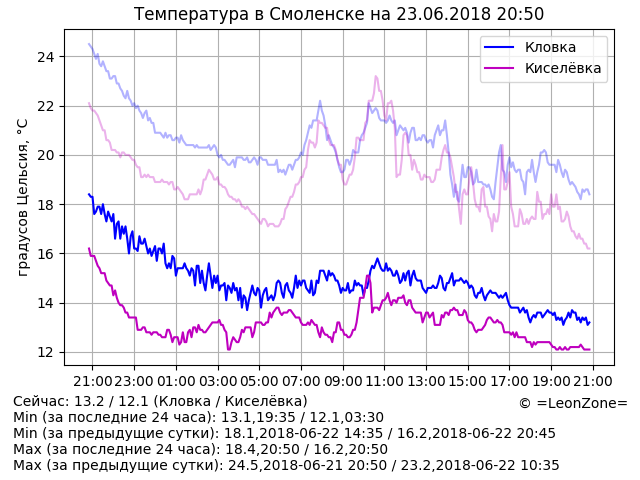 Температура в Смоленске на 23.06.2018 20:50
Кловка
Киселёвка
градусов Цельсия, °C
24
22
20
18
16
14
12
21:00 23:00 01:00 03:00 05:00 07:00 09:00 11:00 13:00 15:00 17:00 19:00 21:00
Сейчас: 13.2 / 12.1 (Кловка / Киселёвка)
© =LeonZone=
Min (за последние 24 часа): 13.1,19:35 / 12.1,03:30
Min (за предыдущие сутки): 18.1,2018-06-22 14:35 / 16.2,2018-06-22 20:45
Max (за последние 24 часа): 18.4,20:50 / 16.2,20:50
Max (за предыдущие сутки): 24.5,2018-06-21 20:50 / 23.2,2018-06-22 10:35